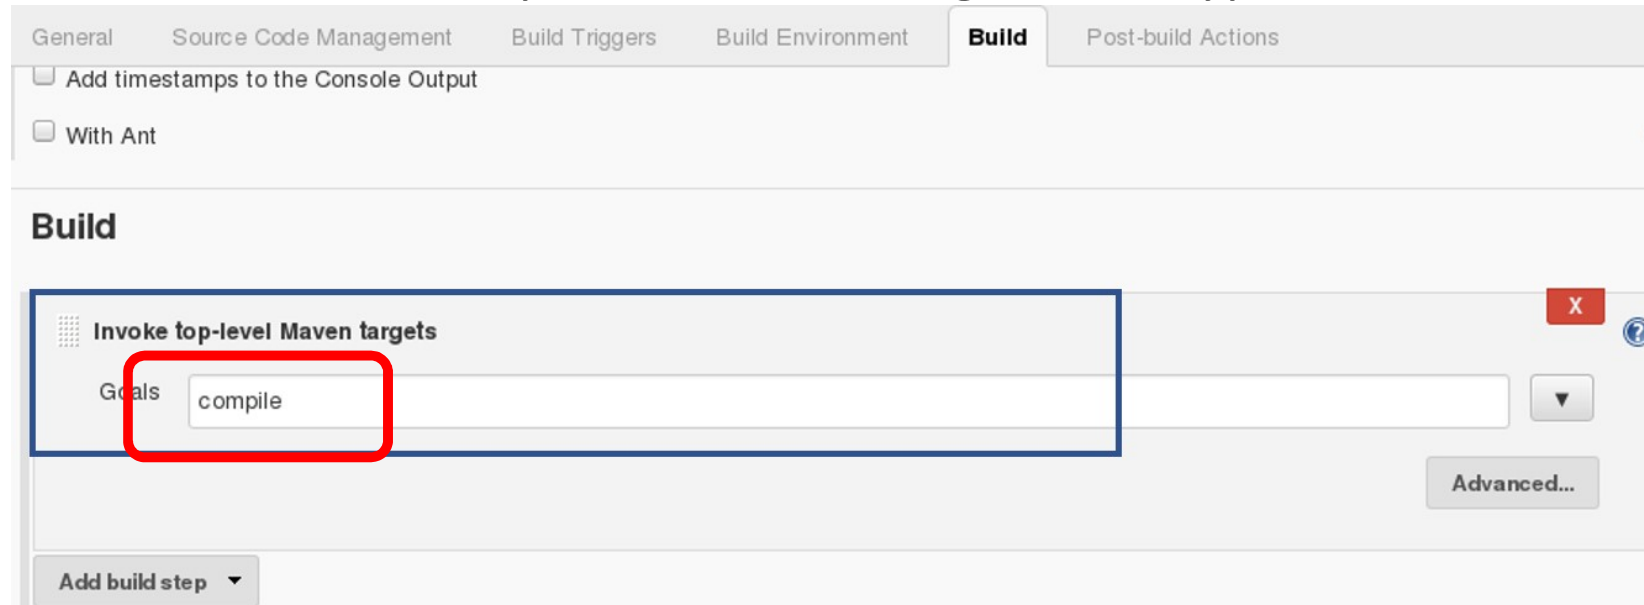 General Source Code Management Build Triggers Build Environment Build Post-build Actions
Add timestamps to the Console Output
With Ant
Build
X
Invoke top-level Maven targets
?
Goals compile
▼
Advanced...
Add build step ▼